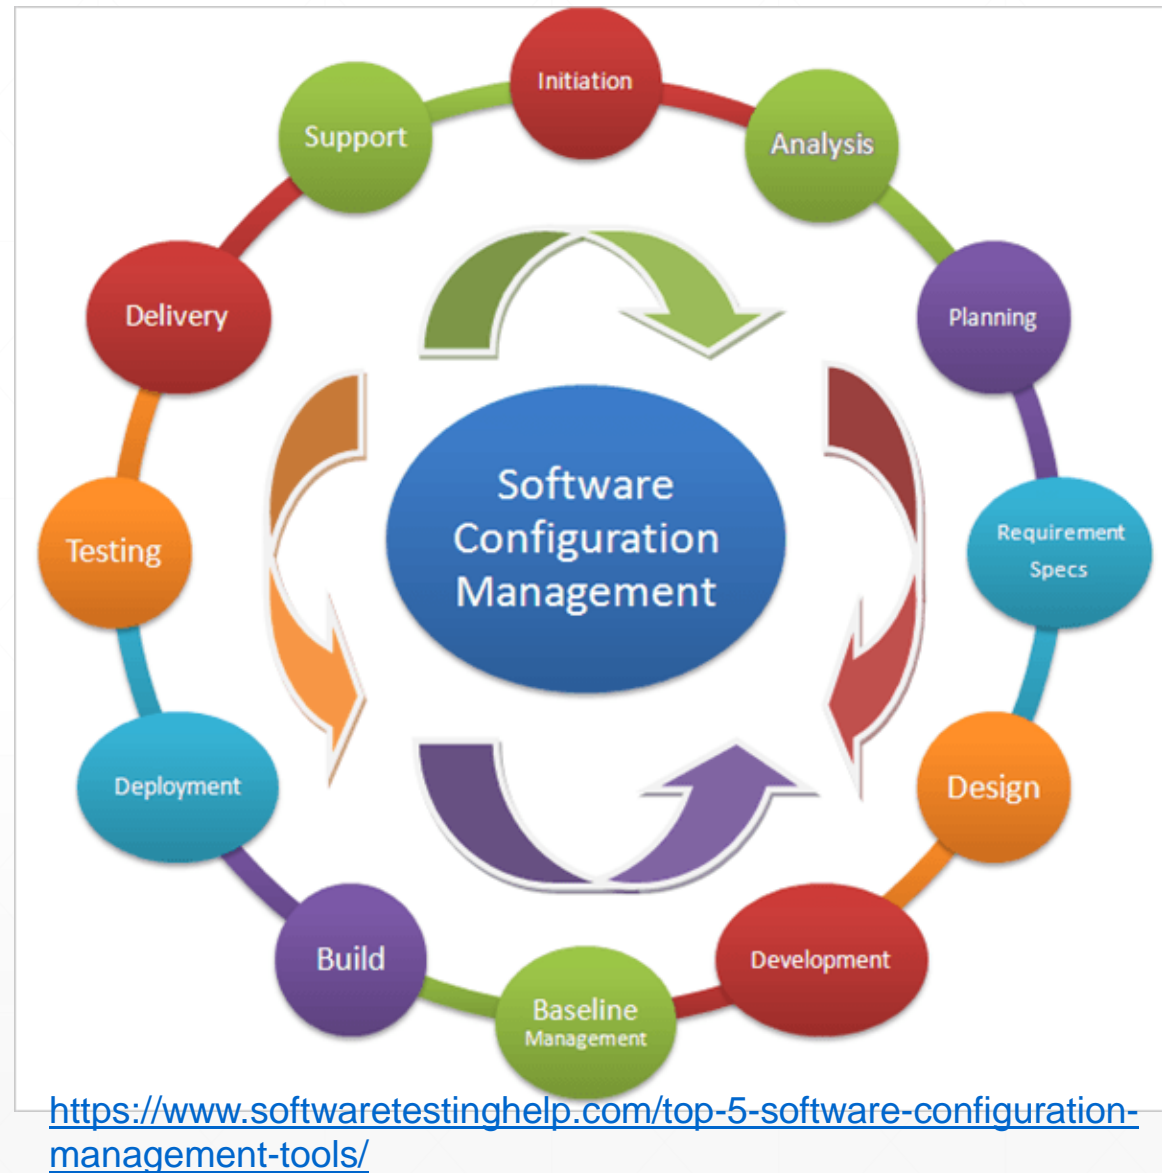 Initiation
Analysis
Planning
Requirement
Specs
Design
Development
Baseline
Management
Build
Deployment
Testing
Delivery
Support
Software
Configuration
Management
https://www.softwaretestinghelp.com/top-5-software-configuration-
management-tools/